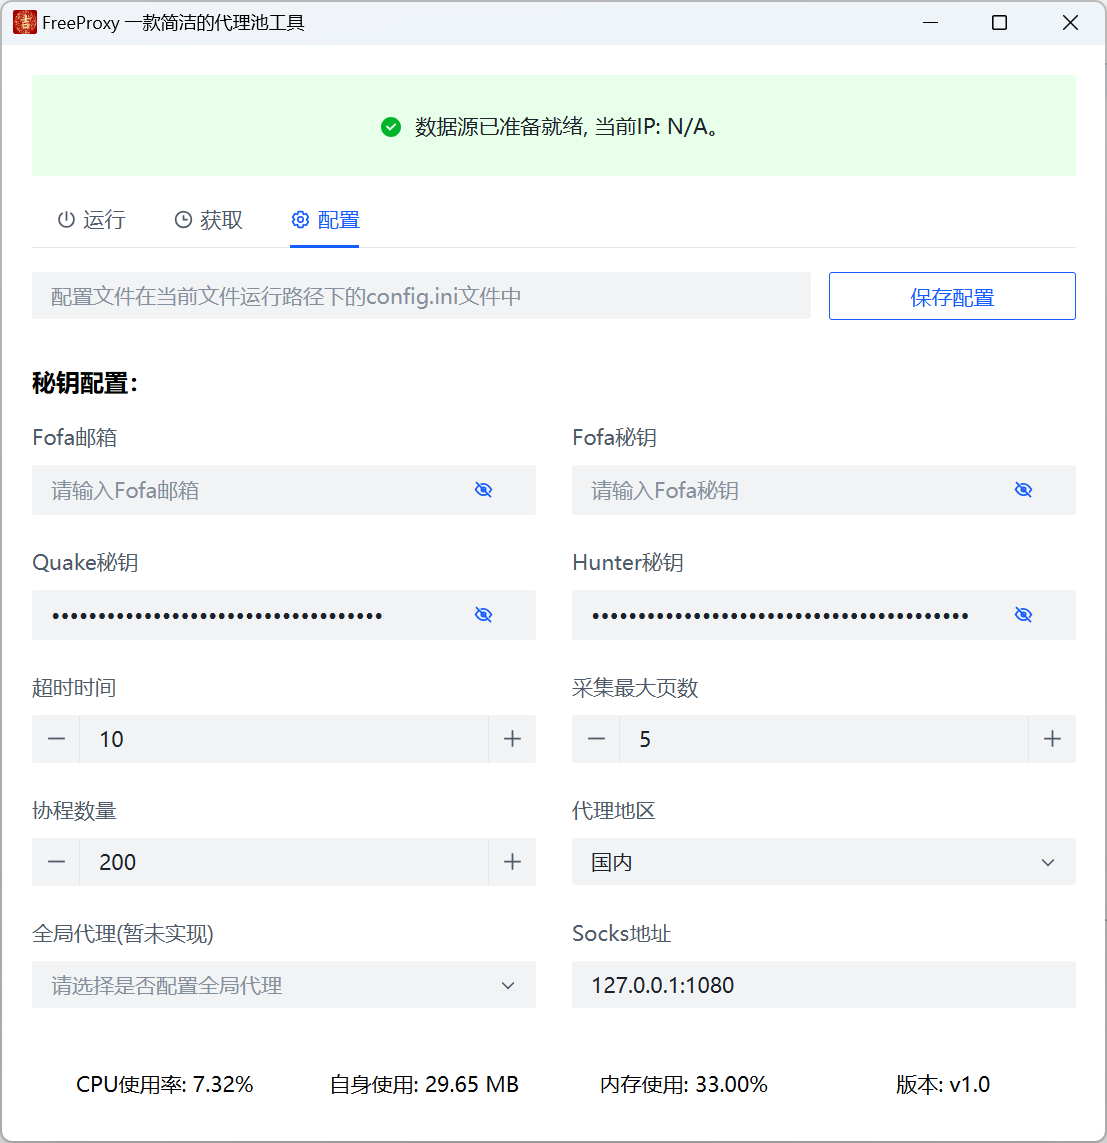 FreeProxy 一款简洁的代理池工具
数据源已准备就绪, 当前IP: N/A。
运行 获取 配置
配置文件在当前文件运行路径下的config.ini文件中 保存配置
秘钥配置：
Fofa邮箱 Fofa秘钥
请输入Fofa邮箱 请输入Fofa秘钥
Quake秘钥 Hunter秘钥
超时时间 采集最大页数
10 5
协程数量 代理地区
200 国内
全局代理(暂未实现) Socks地址
请选择是否配置全局代理 127.0.0.1:1080
CPU使用率: 7.32% 自身使用: 29.65 MB 内存使用: 33.00% 版本: v1.0